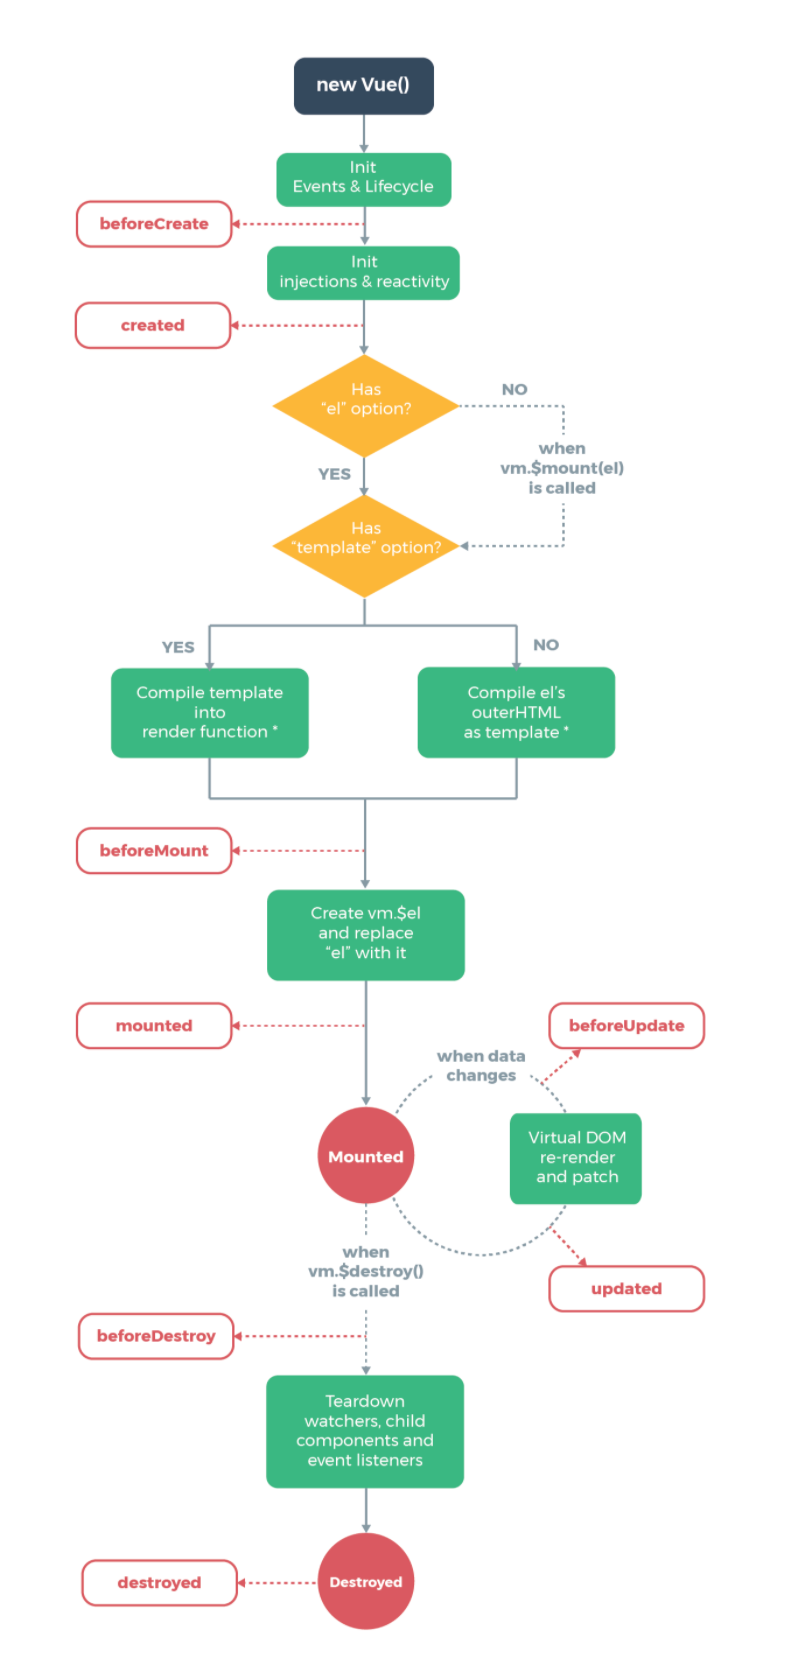 new Vue()
Init
Events & Lifecycle
beforeCreate
Init
injections & reactivity
created
Has
“el” option?
NO
when
vm.$mount(el)
is called
YES
Has
“template” option?
YES
NO
Compile template
into
render function *
Compile el’s
outerHTML
as template *
beforeMount
Create vm.$el
and replace
“el” with it
mounted
beforeUpdate
when data
changes
Mounted
Virtual DOM
re-render
and patch
when
vm.$destroy()
is called
updated
beforeDestroy
Teardown
watchers, child
components and
event listeners
destroyed
Destroyed